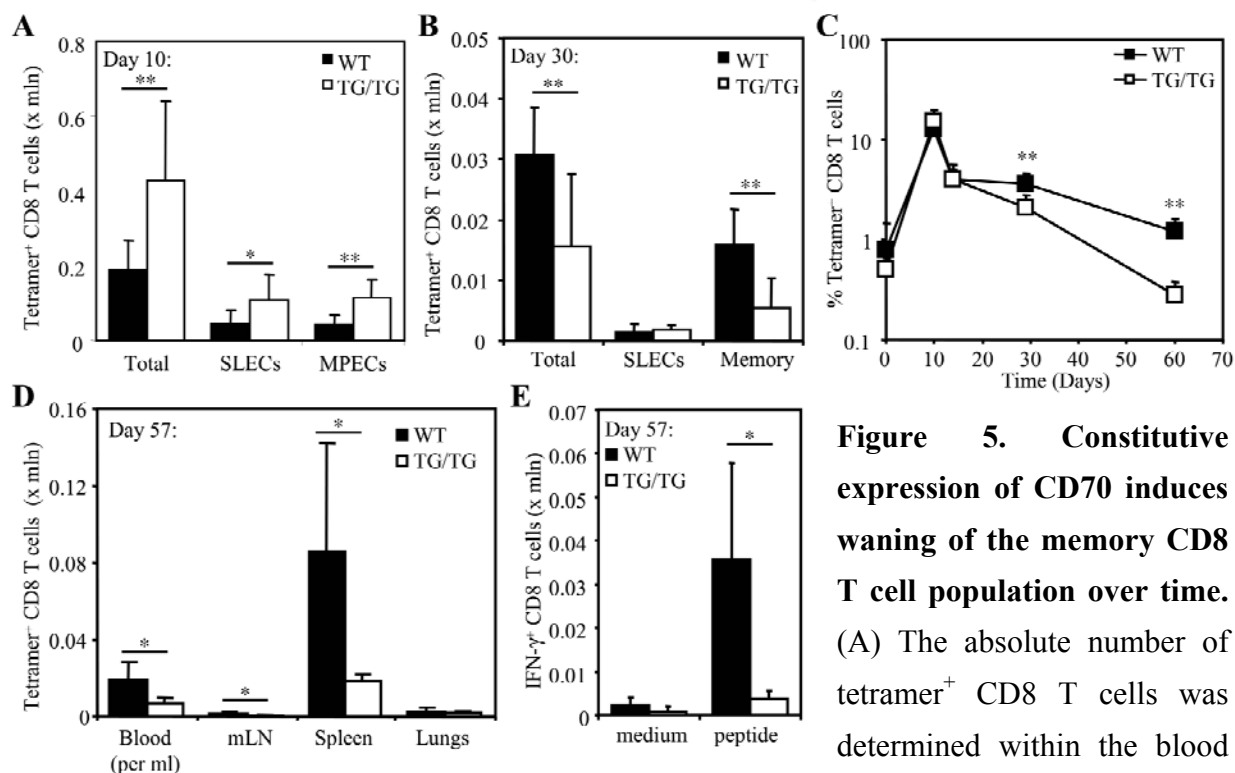 A
Tetramer⁺ CD8 T cells (x mln)
0.8
0.6
0.4
0.2
0
Day 10:
WT
TG/TG
**
*
**
Total SLECs MPECs
B
Tetramer⁺ CD8 T cells (x mln)
0.05
0.04
0.03
0.02
0.01
0
Day 30:
WT
TG/TG
**
**
Total SLECs Memory
C
% Tetramer⁻ CD8 T cells
100
10
1
0.1
WT
TG/TG
**
**
0 10 20 30 40 50 60 70
Time (Days)
D
Tetramer⁻ CD8 T cells (x mln)
0.16
0.12
0.08
0.04
0
Day 57:
WT
TG/TG
*
*
*
Blood mLN Spleen Lungs
(per ml)
E
IFN-γ⁺ CD8 T cells (x mln)
0.07
0.06
0.05
0.04
0.03
0.02
0.01
0
Day 57:
WT
TG/TG
*
medium peptide
Figure 5. Constitutive
expression of CD70 induces
waning of the memory CD8
T cell population over time.
(A) The absolute number of
tetramer⁺ CD8 T cells was
determined within the blood